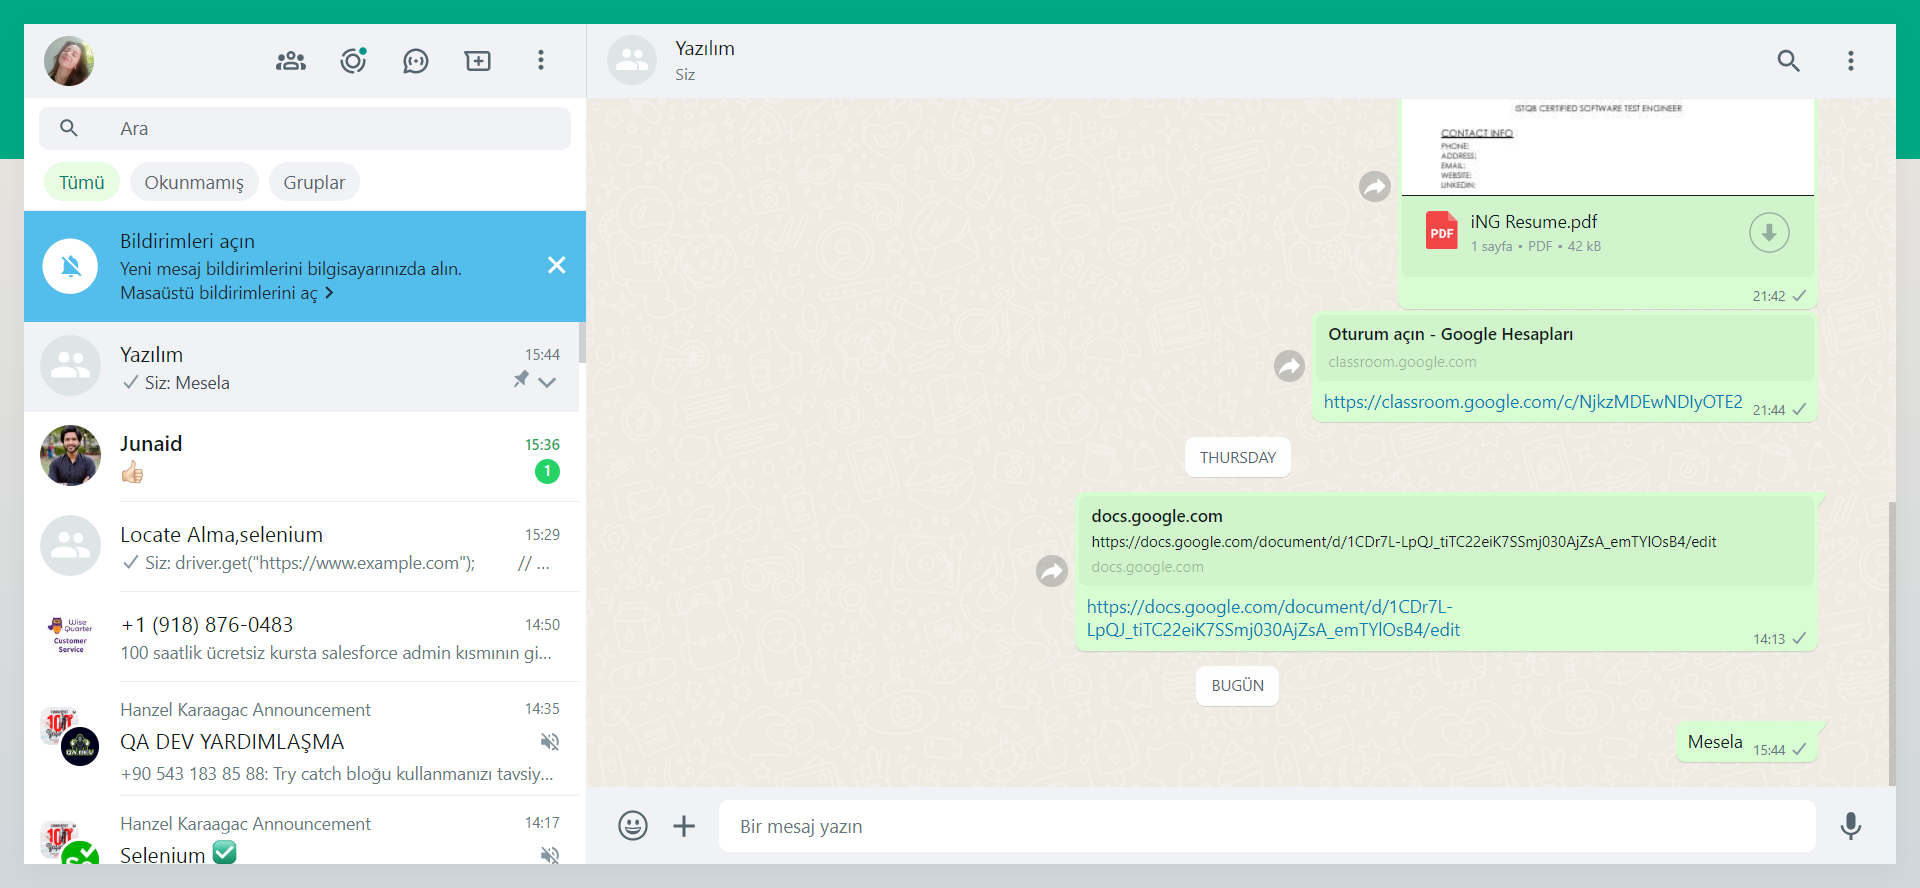 Ara
Tümü
Okunmamış
Gruplar
Bildirimleri açın
Yeni mesaj bildirimlerini bilgisayarınızda alın.
Masaüstü bildirimlerini aç
Yazılım
15:44
Siz: Mesela
Junaid
15:36
1
Locate Alma,selenium
15:29
Siz: driver.get("https://www.example.com"); // ...
Wise
Quarter
Customer
Service
+1 (918) 876-0483
14:50
100 saatlik ücretsiz kursta salesforce admin kısmının gi...
Hanzel Karaagac Announcement
14:35
QA DEV
QA DEV YARDIMLAŞMA
+90 543 183 85 88: Try catch bloğu kullanmanızı tavsiy...
Hanzel Karaagac Announcement
14:17
Selenium
Yazılım
Siz
ISTQB CERTIFIED SOFTWARE TEST ENGINEER
CONTACT INFO
PHONE:
ADDRESS:
EMAIL:
WEBSITE:
LINKEDIN:
PDF
iNG Resume.pdf
1 sayfa • PDF • 42 kB
21:42
Oturum açın - Google Hesapları
classroom.google.com
https://classroom.google.com/c/NjkzMDEwNDIyOTE2
21:44
THURSDAY
docs.google.com
https://docs.google.com/document/d/1CDr7L-LpQJ_tiTC22eiK7SSmj030AjZsA_emTYlOsB4/edit
docs.google.com
https://docs.google.com/document/d/1CDr7L-
LpQJ_tiTC22eiK7SSmj030AjZsA_emTYlOsB4/edit
14:13
BUGÜN
Mesela
15:44
Bir mesaj yazın